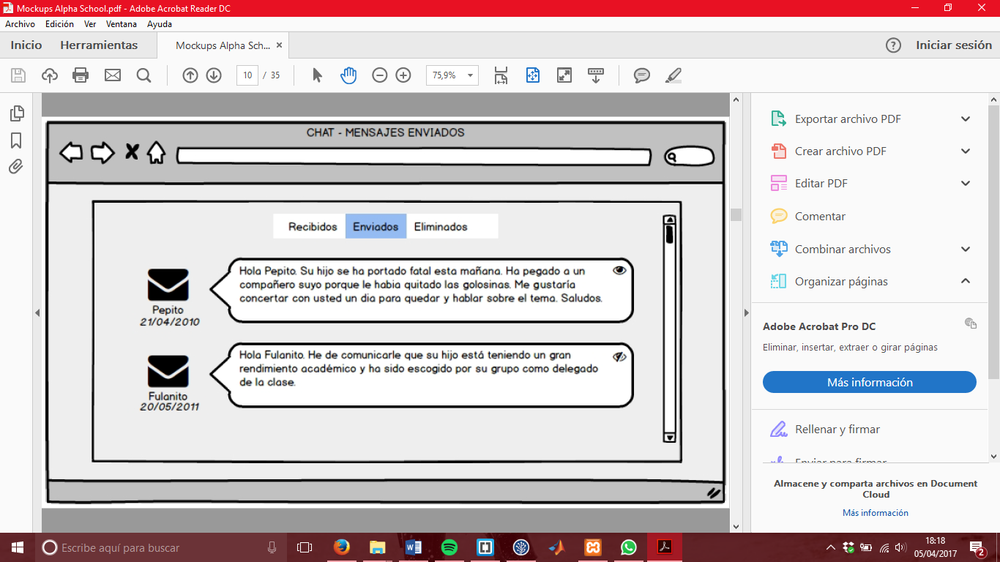 Mockups Alpha School.pdf - Adobe Acrobat Reader DC
Archivo Edición Ver Ventana Ayuda
Inicio Herramientas Mockups Alpha Sch... Iniciar sesión
10 / 35 75,9%
CHAT - MENSAJES ENVIADOS
Recibidos Enviados Eliminados
Hola Pepito. Su hijo se ha portado fatal esta mañana. Ha pegado a un
compañero suyo porque le habia quitado las golosinas. Me gustaría
concertar con usted un dia para quedar y hablar sobre el tema. Saludos.
Pepito
21/04/2010
Hola Fulanito. He de comunicarle que su hijo está teniendo un gran
rendimiento académico y ha sido escogido por su grupo como delegado
de la clase.
Fulanito
20/05/2011
Exportar archivo PDF
Crear archivo PDF
Editar PDF
Comentar
Combinar archivos
Organizar páginas
Adobe Acrobat Pro DC
Eliminar, insertar, extraer o girar páginas
Más información
Rellenar y firmar
Enviar para firmar
Almacene y comparta archivos en Document
Cloud
Más información
Escribe aquí para buscar
18:18
05/04/2017
2